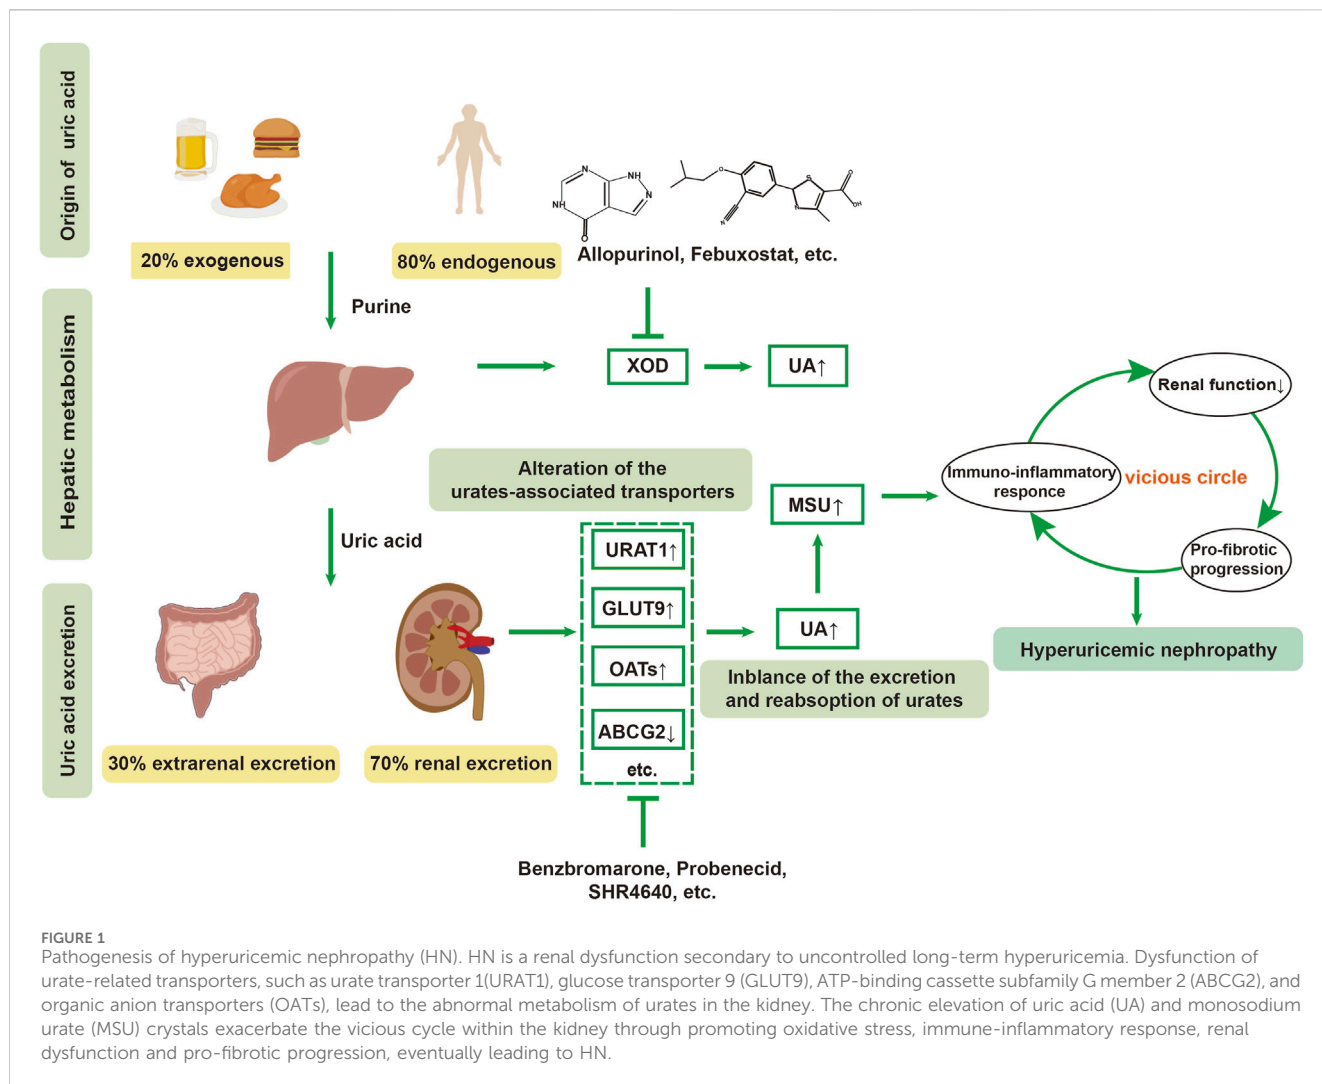 Origin of uric acid
20% exogenous
80% endogenous
N
NH
NH
N
O
O
N
S
N
O
OH
Allopurinol, Febuxostat, etc.
Purine
Hepatic metabolism
XOD
UA↑
Alteration of the
urates-associated transporters
Uric acid
Uric acid excretion
30% extrarenal excretion
70% renal excretion
URAT1↑
GLUT9↑
OATs↑
ABCG2↓
etc.
Benzbromarone, Probenecid,
SHR4640, etc.
MSU↑
UA↑
Inblance of the excretion
and reabsoption of urates
Renal function↓
Immuno-inflammatory
responce
vicious circle
Pro-fibrotic
progression
Hyperuricemic nephropathy
FIGURE 1
Pathogenesis of hyperuricemic nephropathy (HN). HN is a renal dysfunction secondary to uncontrolled long-term hyperuricemia. Dysfunction of
urate-related transporters, such as urate transporter 1(URAT1), glucose transporter 9 (GLUT9), ATP-binding cassette subfamily G member 2 (ABCG2), and
organic anion transporters (OATs), lead to the abnormal metabolism of urates in the kidney. The chronic elevation of uric acid (UA) and monosodium
urate (MSU) crystals exacerbate the vicious cycle within the kidney through promoting oxidative stress, immune-inflammatory response, renal
dysfunction and pro-fibrotic progression, eventually leading to HN.